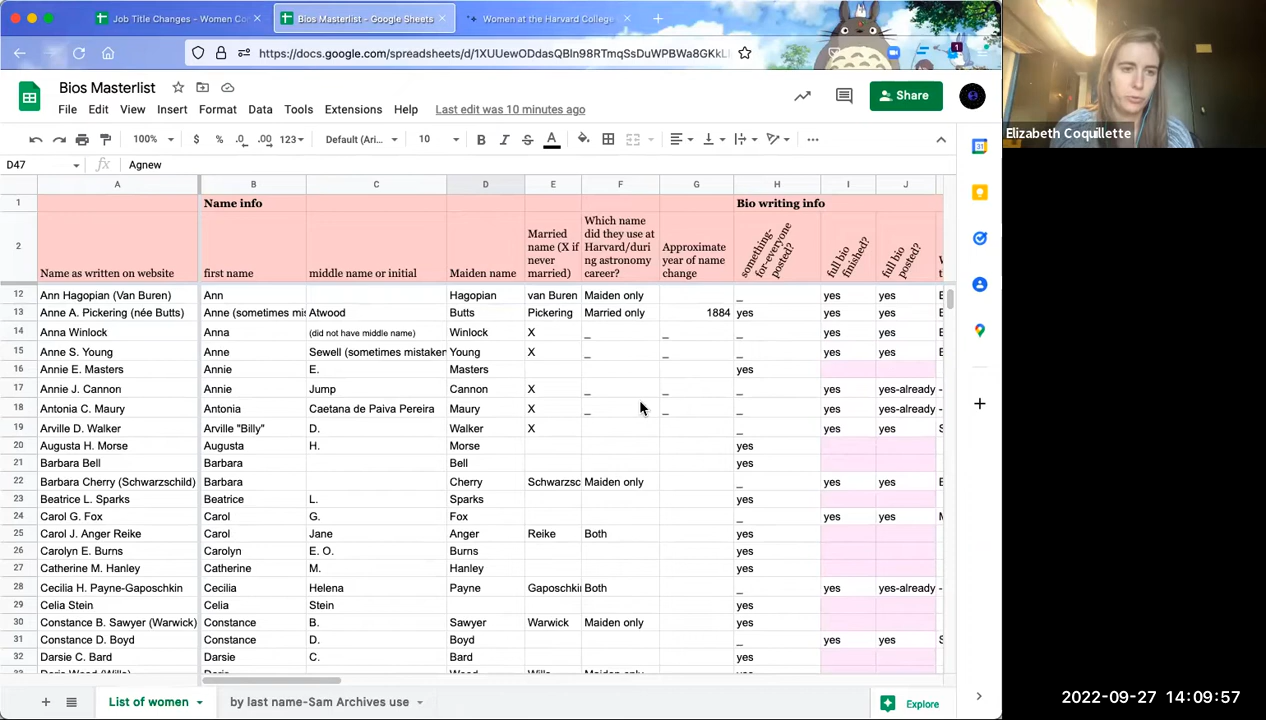 Job Title Changes - Women Co
Bios Masterlist - Google Sheets
Women at the Harvard College
https://docs.google.com/spreadsheets/d/1XUUewODdasQBIn98RTmqSsDuWPBWa8GKkL
Bios Masterlist
File Edit View Insert Format Data Tools Extensions Help Last edit was 10 minutes ago
Share
100% $ % .0 .00 123 Default (Ari... 10 B I S A
D47 fx Agnew
A B C D E F G H I J
1 Name info Bio writing info
2 Name as written on website first name middle name or initial Maiden name Married name (X if never married) Which name did they use at Harvard/duri ng astronomy career? Approximate year of name change something-for-everyone posted? full bio finished? full bio posted?
12 Ann Hagopian (Van Buren) Ann Hagopian van Buren Maiden only _ yes yes
13 Anne A. Pickering (née Butts) Anne (sometimes mis Atwood Butts Pickering Married only 1884 yes yes yes
14 Anna Winlock Anna (did not have middle name) Winlock X _ _ _ yes yes
15 Anne S. Young Anne Sewell (sometimes mistaken Young X _ _ _ yes yes
16 Annie E. Masters Annie E. Masters yes
17 Annie J. Cannon Annie Jump Cannon X _ _ _ yes yes-already -
18 Antonia C. Maury Antonia Caetana de Paiva Pereira Maury X _ _ _ yes yes-already -
19 Arville D. Walker Arville "Billy" D. Walker X _ yes yes
20 Augusta H. Morse Augusta H. Morse yes
21 Barbara Bell Barbara Bell yes
22 Barbara Cherry (Schwarzschild) Barbara Cherry Schwarzsc Maiden only _ yes yes
23 Beatrice L. Sparks Beatrice L. Sparks yes
24 Carol G. Fox Carol G. Fox _ yes yes
25 Carol J. Anger Reike Carol Jane Anger Reike Both yes
26 Carolyn E. Burns Carolyn E. O. Burns yes
27 Catherine M. Hanley Catherine M. Hanley yes
28 Cecilia H. Payne-Gaposchkin Cecilia Helena Payne Gaposchki Both _ yes yes-already -
29 Celia Stein Celia Stein yes
30 Constance B. Sawyer (Warwick) Constance B. Sawyer Warwick Maiden only yes
31 Constance D. Boyd Constance D. Boyd _ yes yes
32 Darsie C. Bard Darsie C. Bard yes
List of women by last name-Sam Archives use Explore
Elizabeth Coquillette
2022-09-27 14:09:57